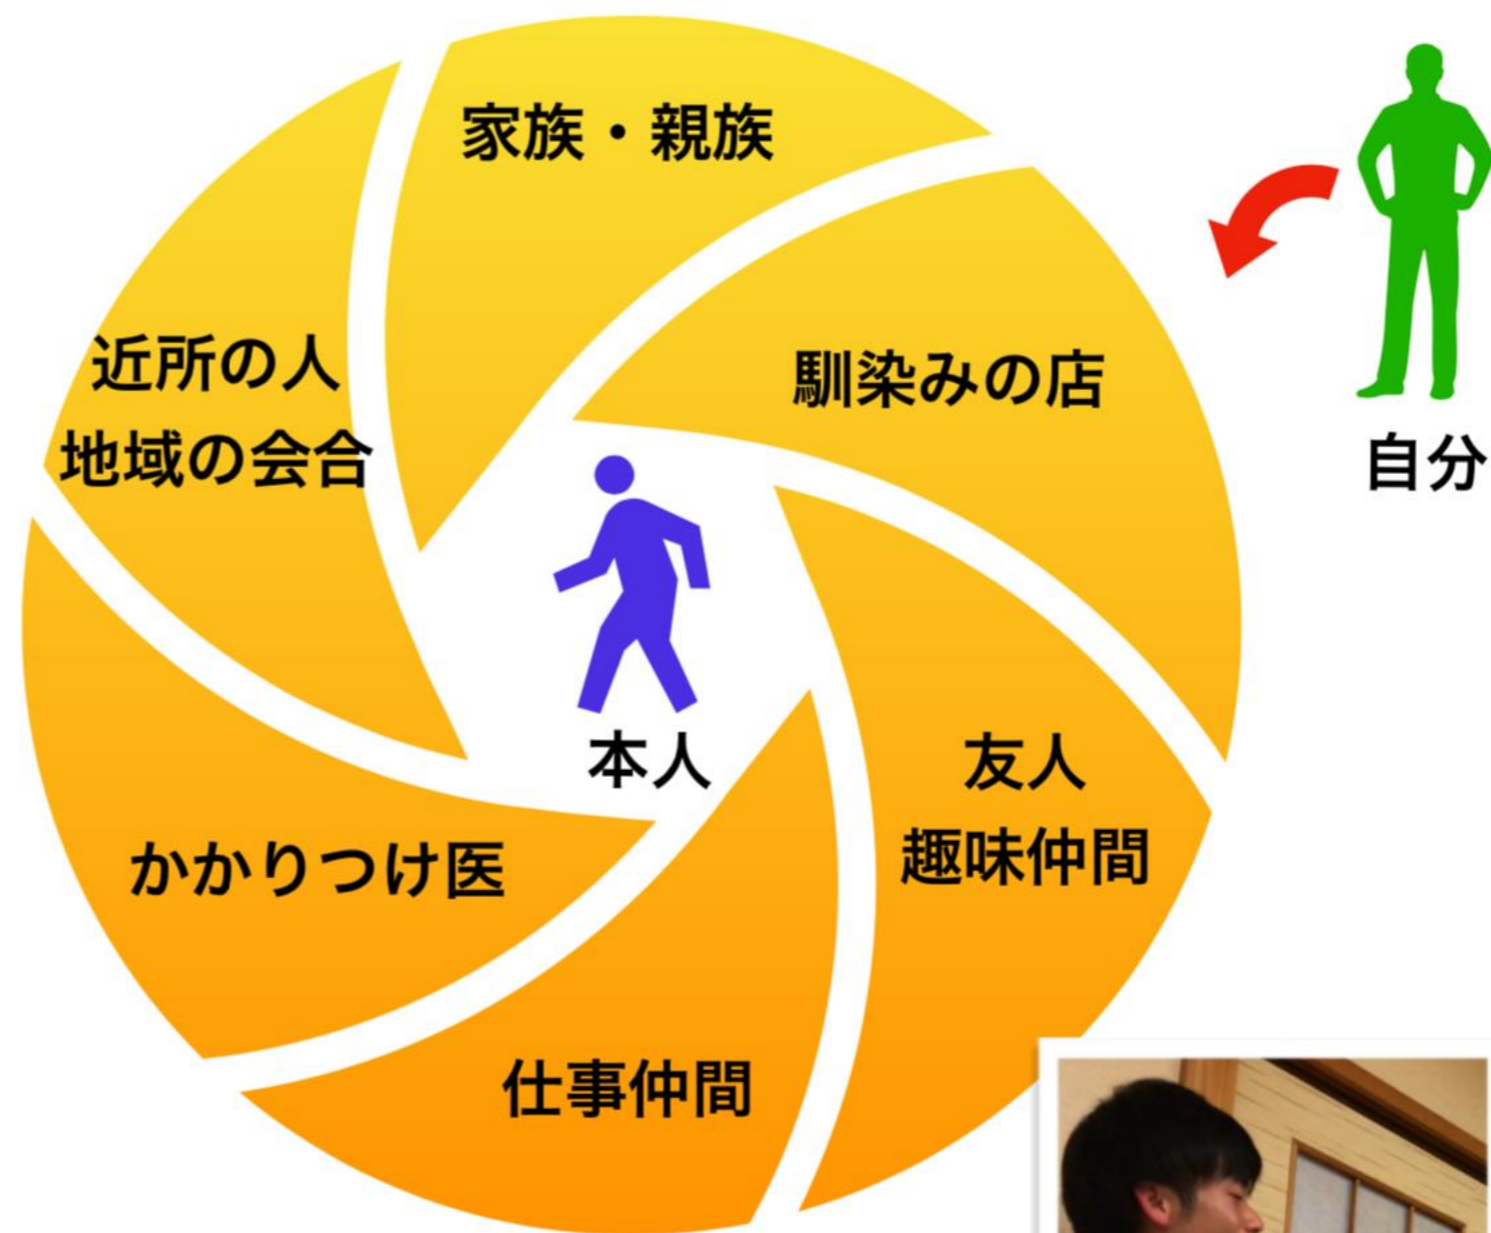 家族・親族
馴染みの店
自分
近所の人
地域の会合
本人
友人
趣味仲間
かかりつけ医
仕事仲間